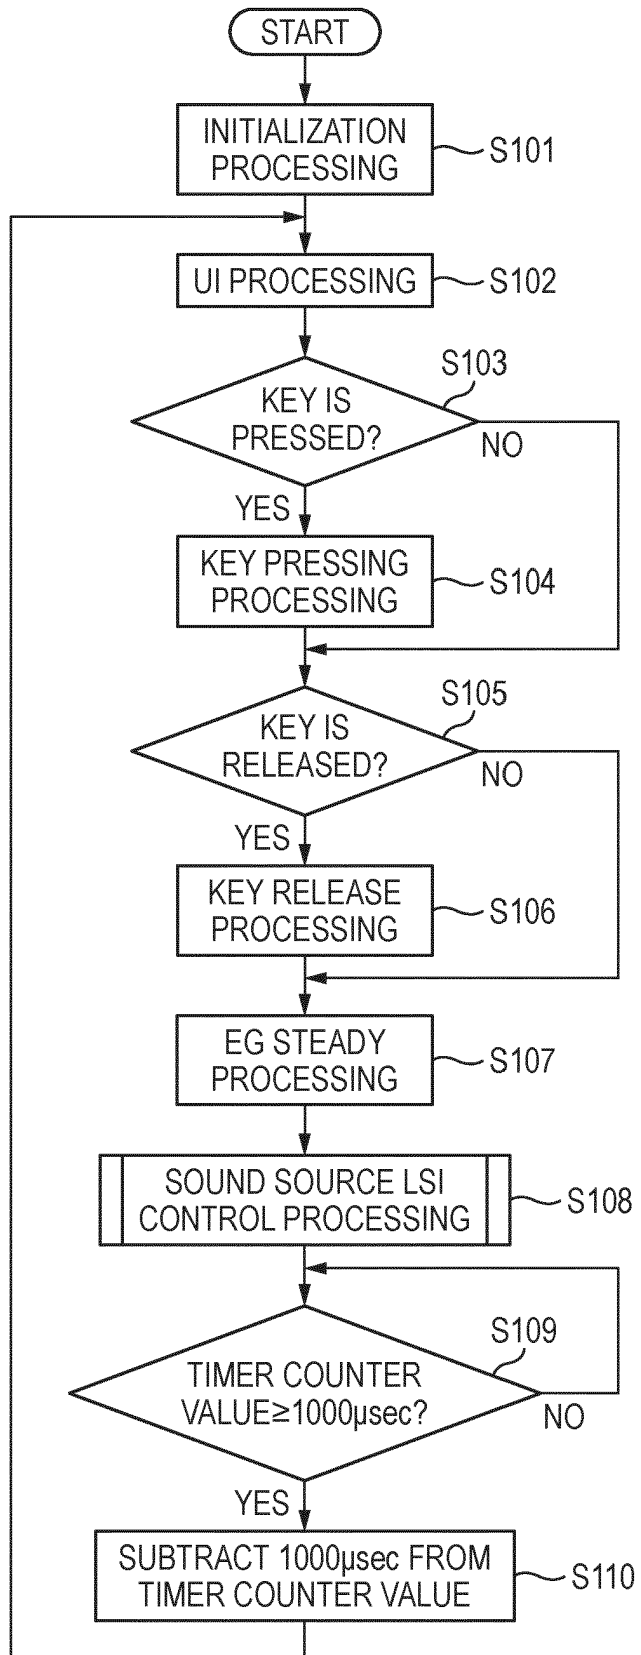 START
INITIALIZATION
PROCESSING
S101
UI PROCESSING
S102
S103
KEY IS
PRESSED?
NO
YES
KEY PRESSING
PROCESSING
S104
S105
KEY IS
RELEASED?
NO
YES
KEY RELEASE
PROCESSING
S106
EG STEADY
PROCESSING
S107
SOUND SOURCE LSI
CONTROL PROCESSING
S108
S109
TIMER COUNTER
VALUE≥1000μsec?
NO
YES
SUBTRACT 1000μsec FROM
TIMER COUNTER VALUE
S110